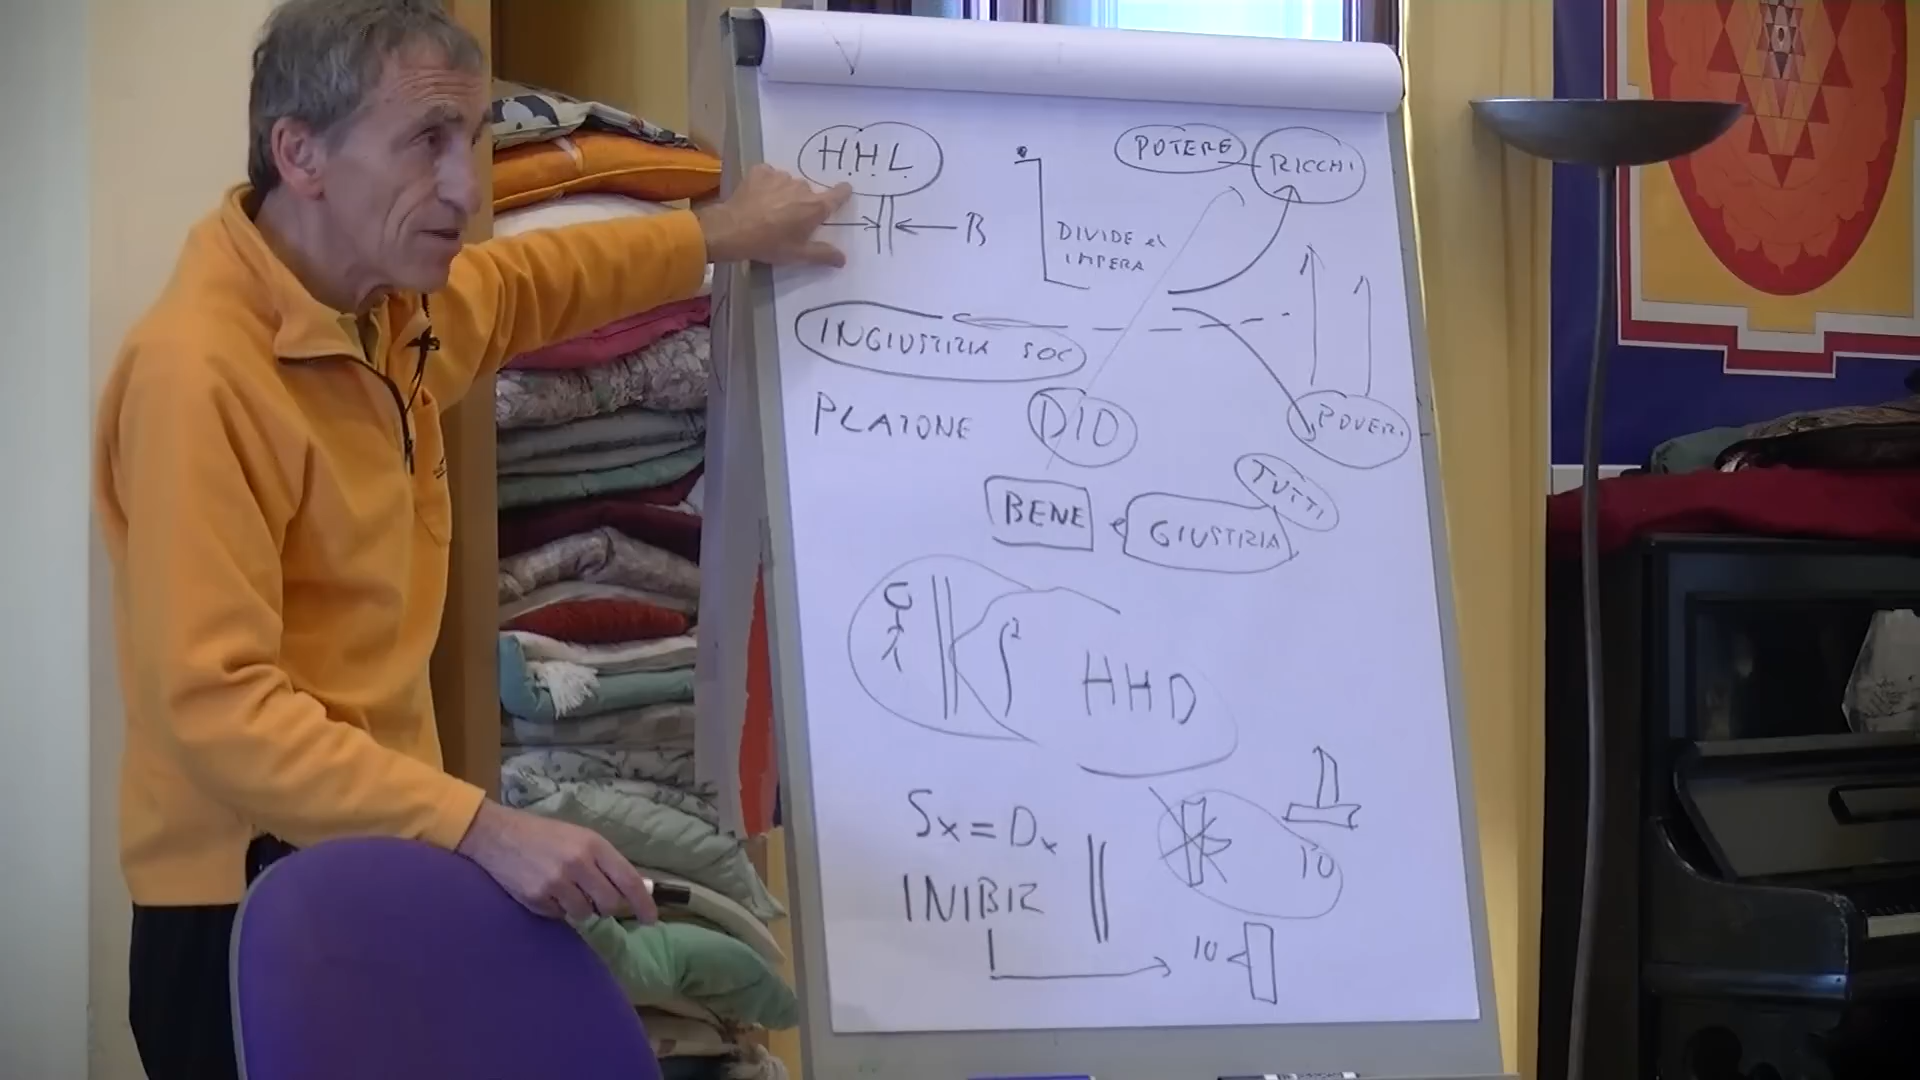 H.H.L.
POTERE
RICCHI
B
DIVIDE et
IMPERA
INGIUSTIZIA SOC
PLATONE
DIO
POVERI
TUTTI
BENE e GIUSTIZIA
HHD
Sx = Dx
INIBIZ
IO
IO